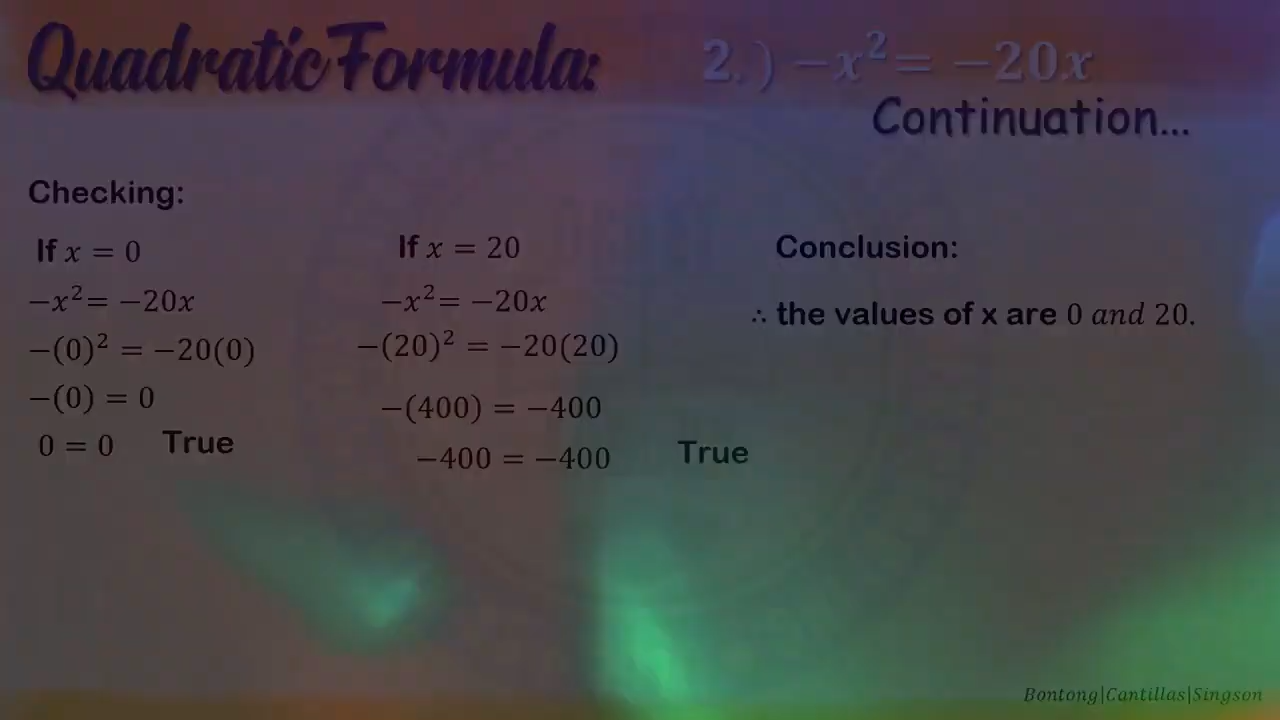 Quadratic Formula:
2.) −x²= −20x
Continuation...
Checking:
If x = 0
−x²= −20x
−(0)² = −20(0)
−(0) = 0
0 = 0 True
If x = 20
−x²= −20x
−(20)² = −20(20)
−(400) = −400
−400 = −400 True
Conclusion:
∴ the values of x are 0 and 20.
Bontong|Cantillas|Singson